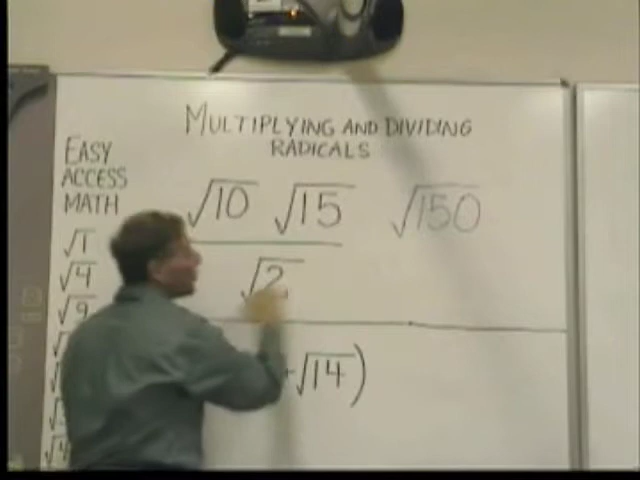 MULTIPLYING AND DIVIDING
RADICALS
EASY
ACCESS
MATH
√10 √15 √150
√2
√1
√4
√9
√14)